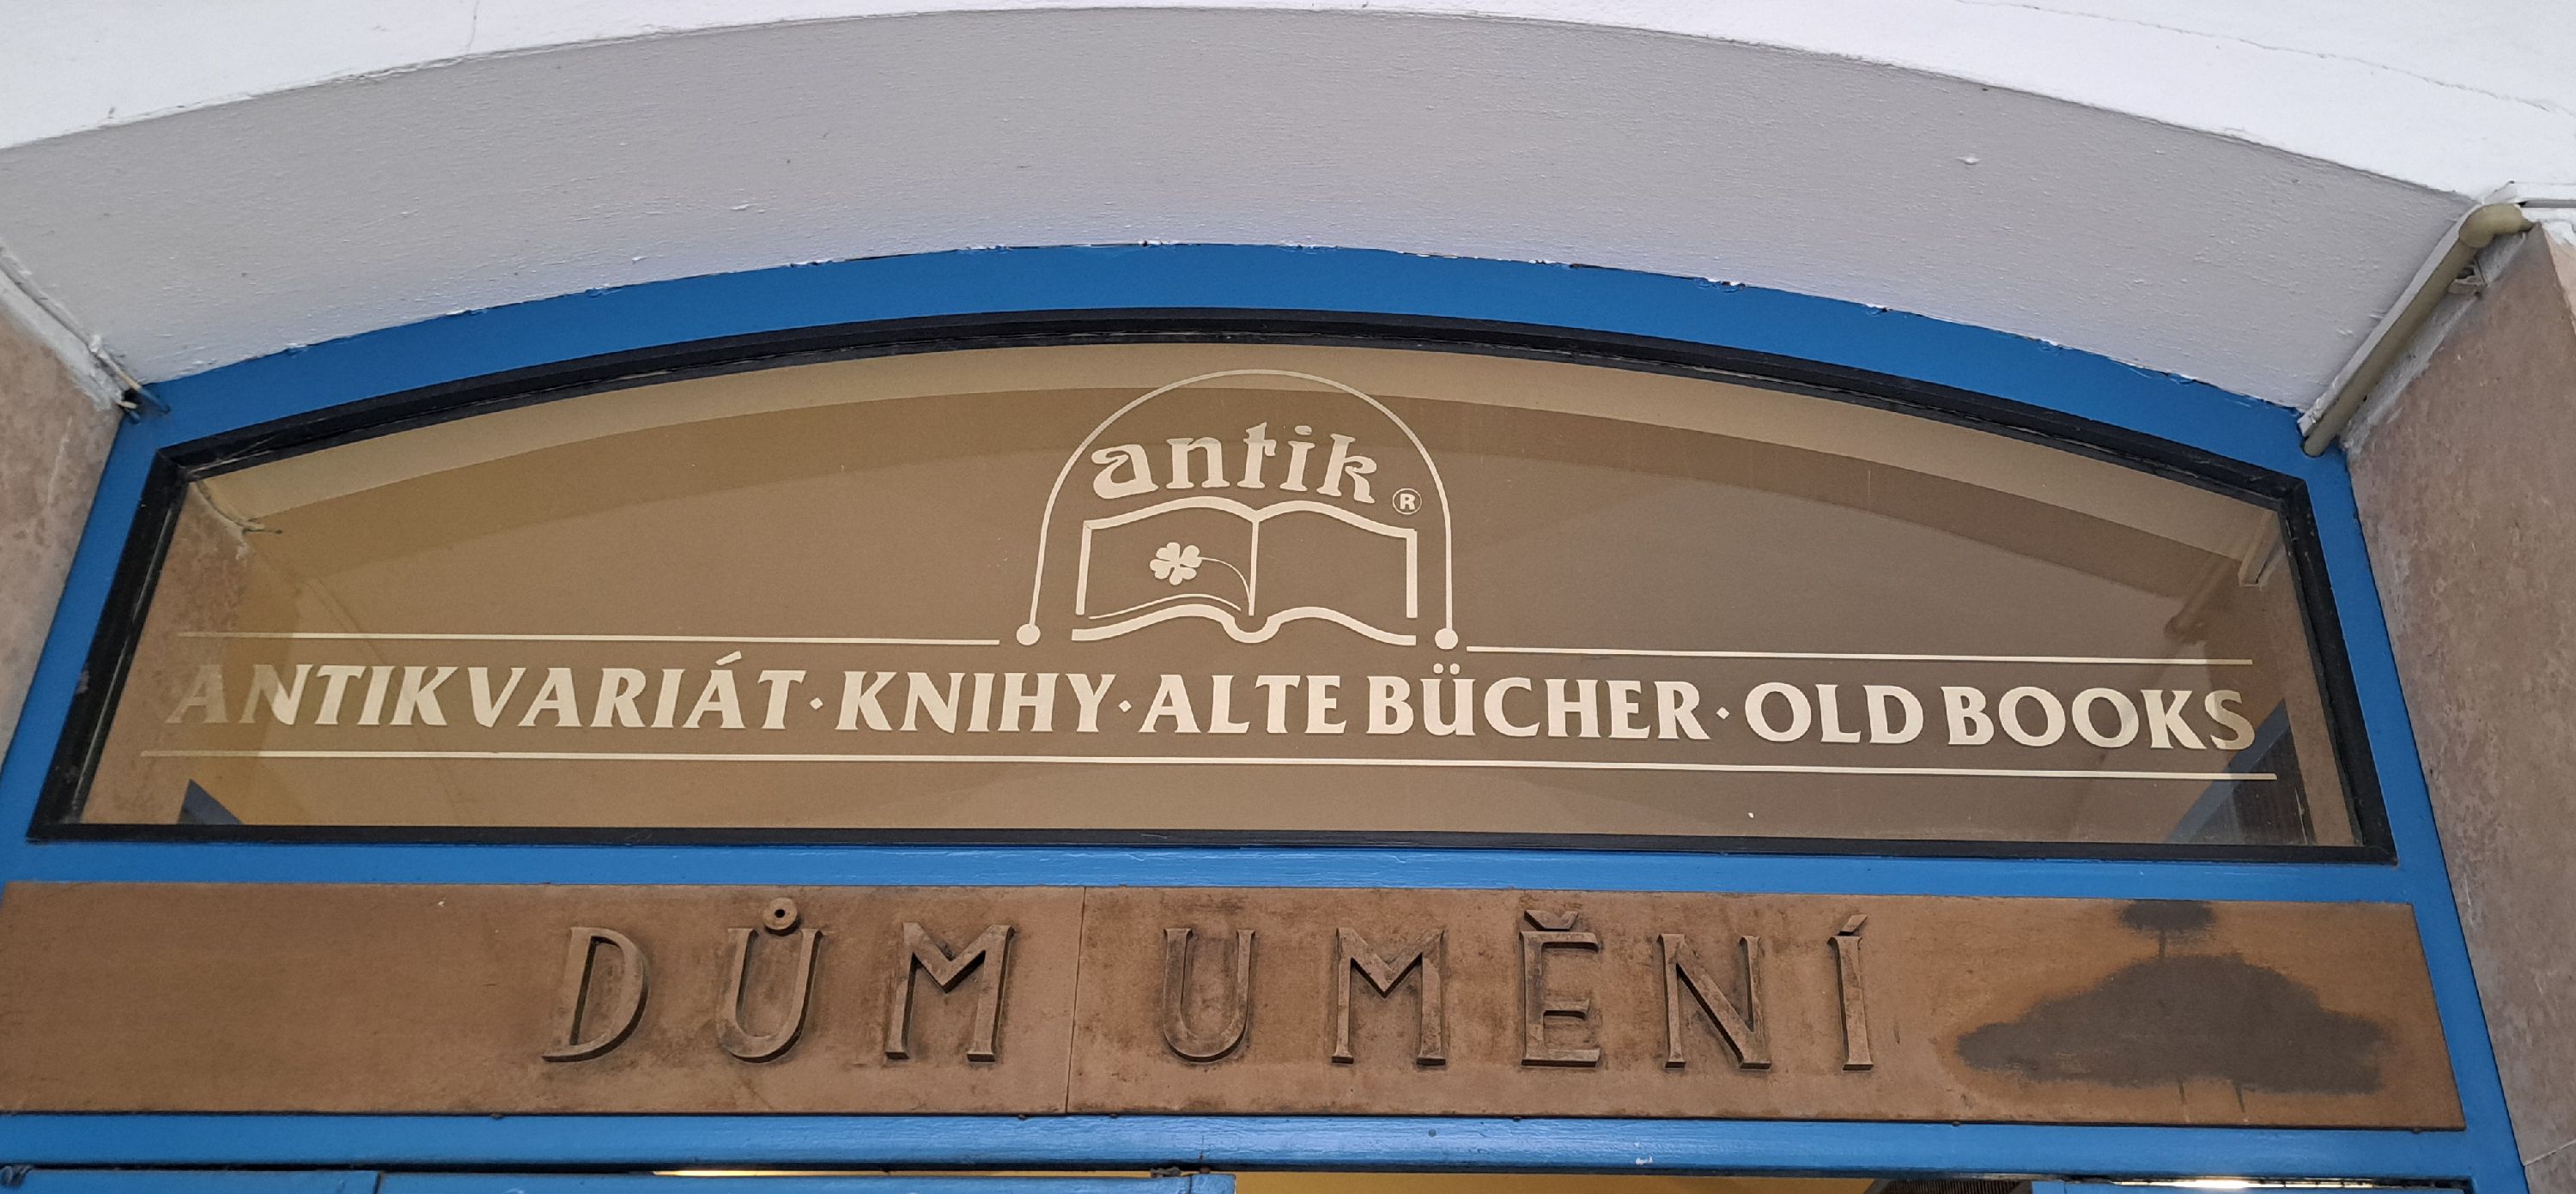 antik ®
ANTIKVARIÁT · KNIHY · ALTE BÜCHER · OLD BOOKS
DŮM UMĚNÍ